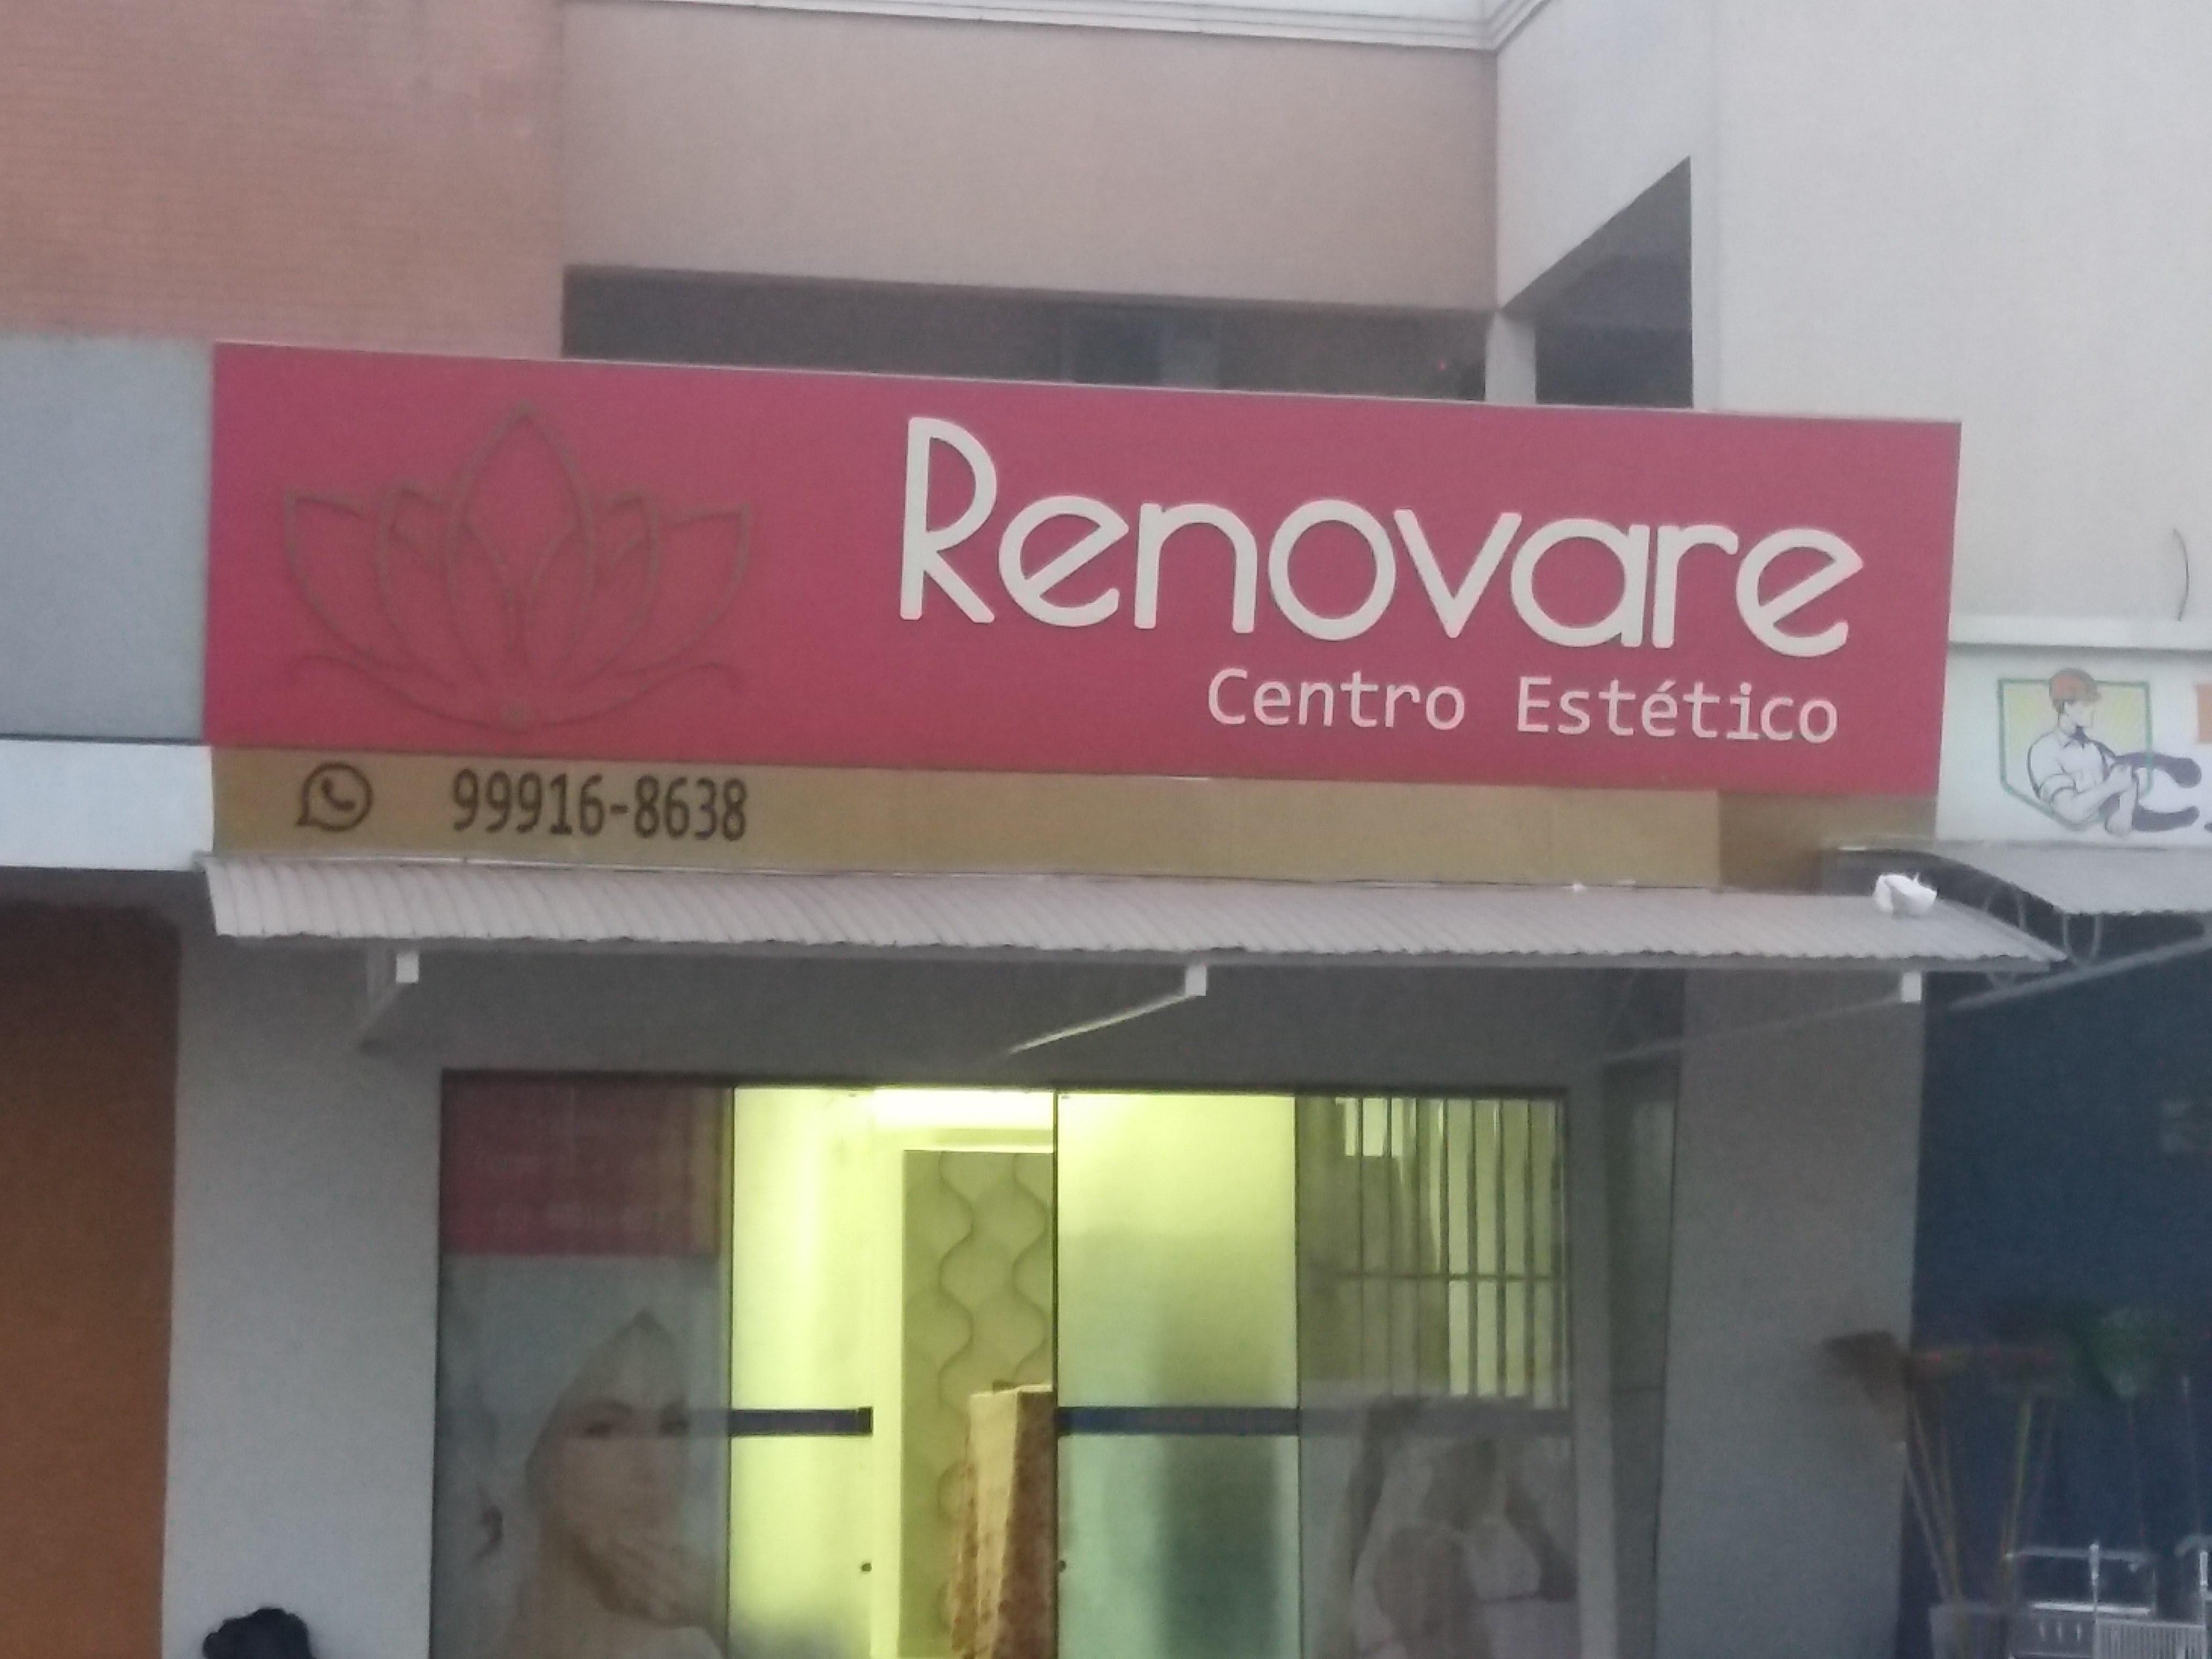 Renovare
Centro Estético
99916-8638